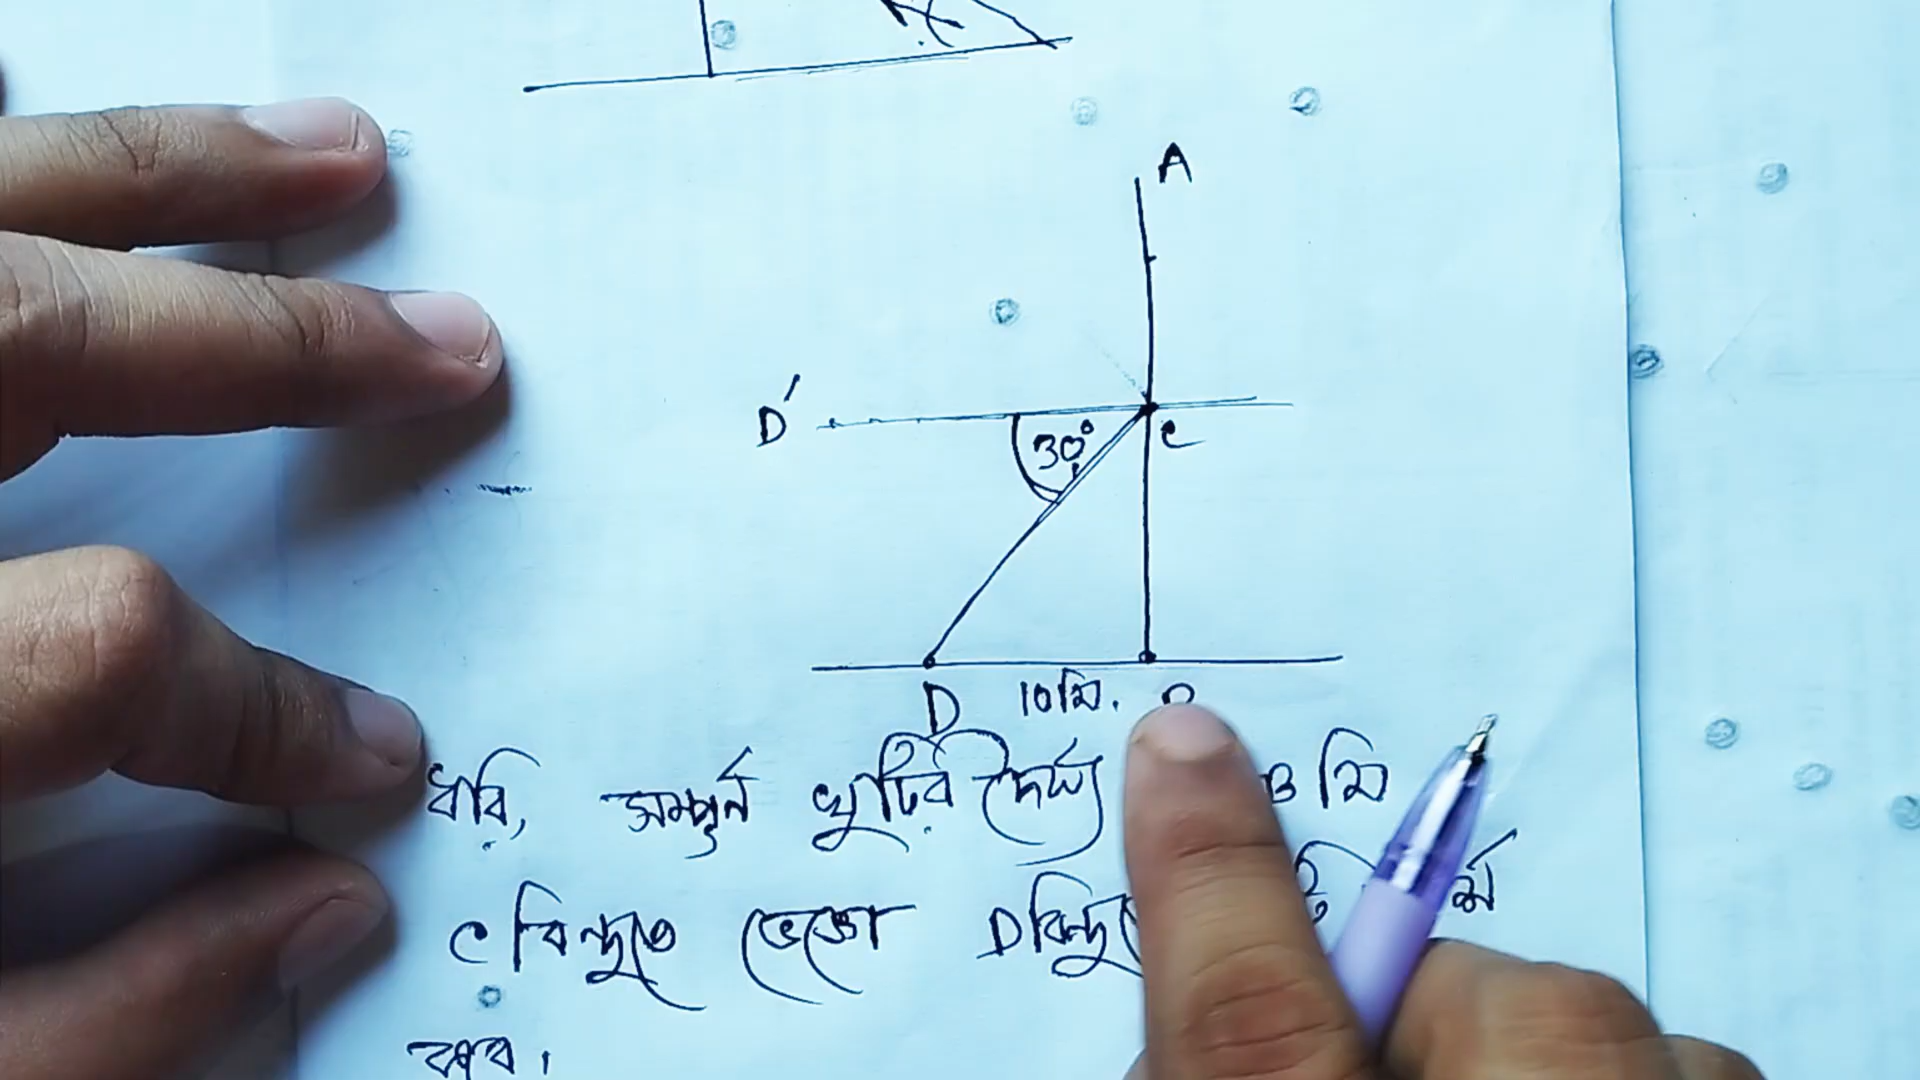 A
D′
30°
C
D 10মি.
ধরি, সম্পূর্ন খুটির দৈর্ঘ্য মি
C বিন্দুতে ভেঙ্গে
করে।